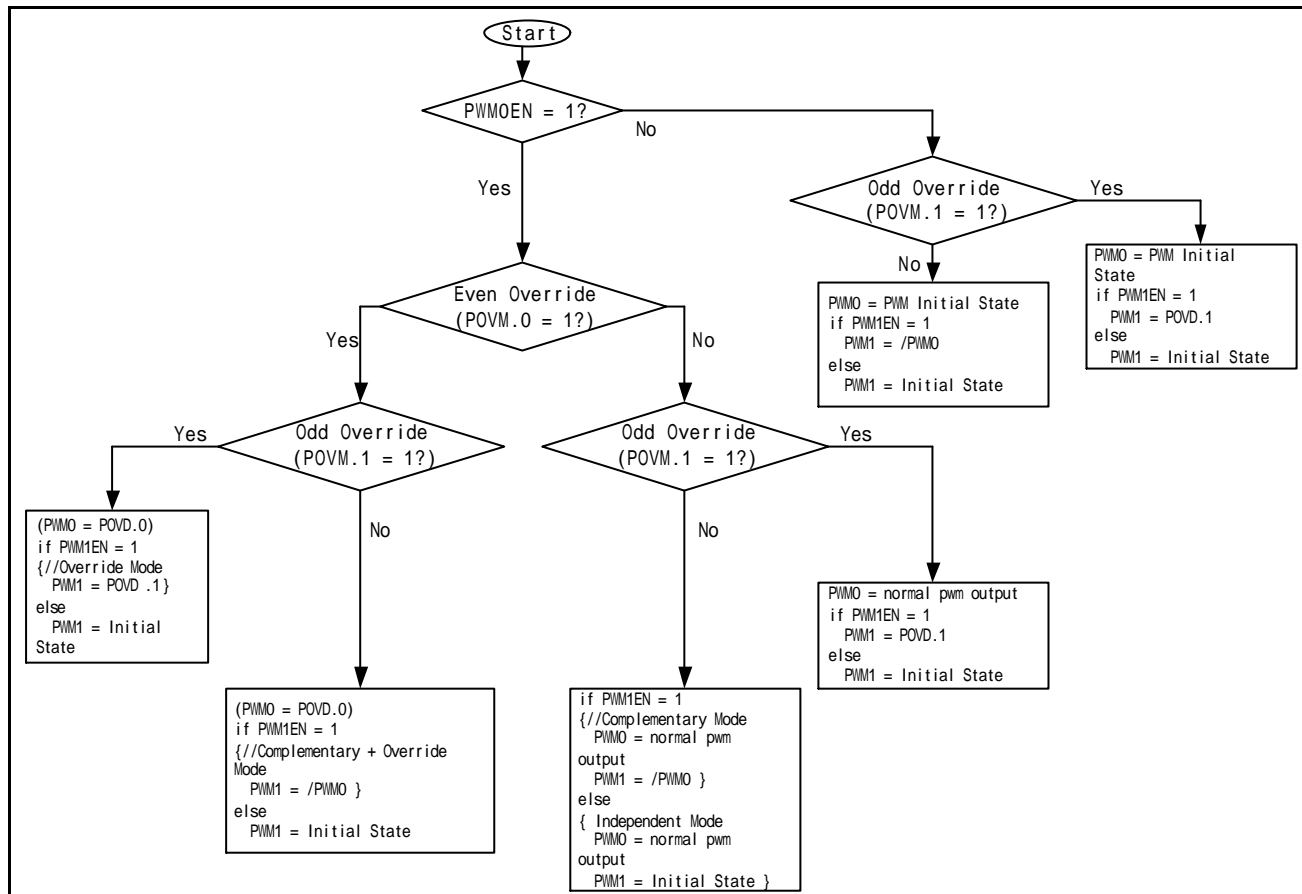 Start
PWM0EN = 1?
No
Yes
Odd Override
(POVM.1 = 1?)
Yes
No
PWM0 = PWM Initial
State
if PWM1EN = 1
PWM1 = POVD.1
else
PWM1 = Initial State
PWM0 = PWM Initial State
if PWM1EN = 1
PWM1 = /PWM0
else
PWM1 = Initial State
Even Override
(POVM.0 = 1?)
Yes
No
Odd Override
(POVM.1 = 1?)
Yes
No
Odd Override
(POVM.1 = 1?)
Yes
No
(PWM0 = POVD.0)
if PWM1EN = 1
{//Override Mode
PWM1 = POVD .1}
else
PWM1 = Initial
State
(PWM0 = POVD.0)
if PWM1EN = 1
{//Complementary + Override
Mode
PWM1 = /PWM0 }
else
PWM1 = Initial State
if PWM1EN = 1
{//Complementary Mode
PWM0 = normal pwm
output
PWM1 = /PWM0 }
else
{ Independent Mode
PWM0 = normal pwm
output
PWM1 = Initial State }
PWM0 = normal pwm output
if PWM1EN = 1
PWM1 = POVD.1
else
PWM1 = Initial State